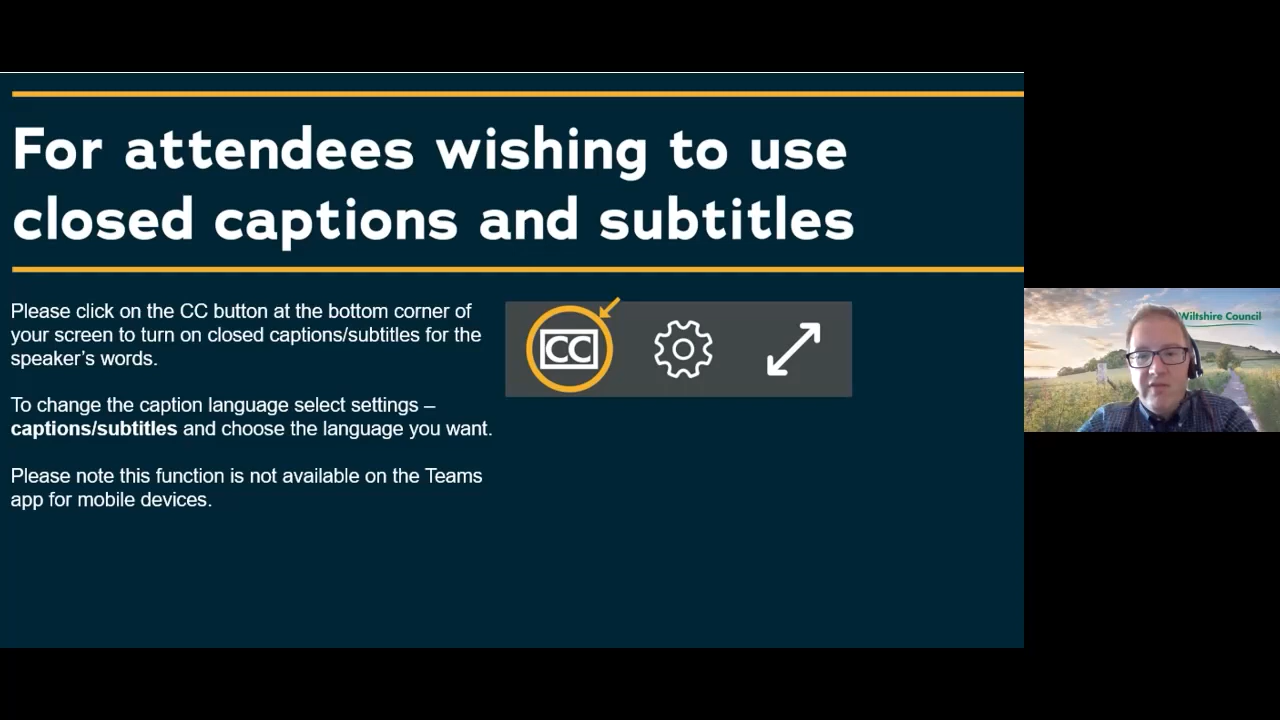 For attendees wishing to use
closed captions and subtitles
Please click on the CC button at the bottom corner of
your screen to turn on closed captions/subtitles for the
speaker’s words.
To change the caption language select settings –
captions/subtitles and choose the language you want.
Please note this function is not available on the Teams
app for mobile devices.
CC
Wiltshire Council